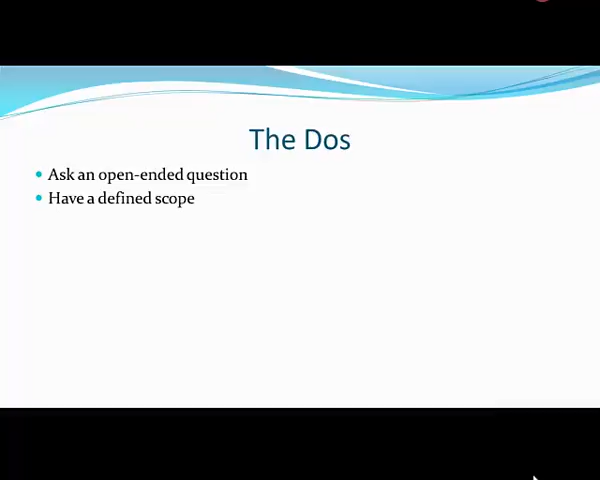 The Dos
Ask an open-ended question
Have a defined scope